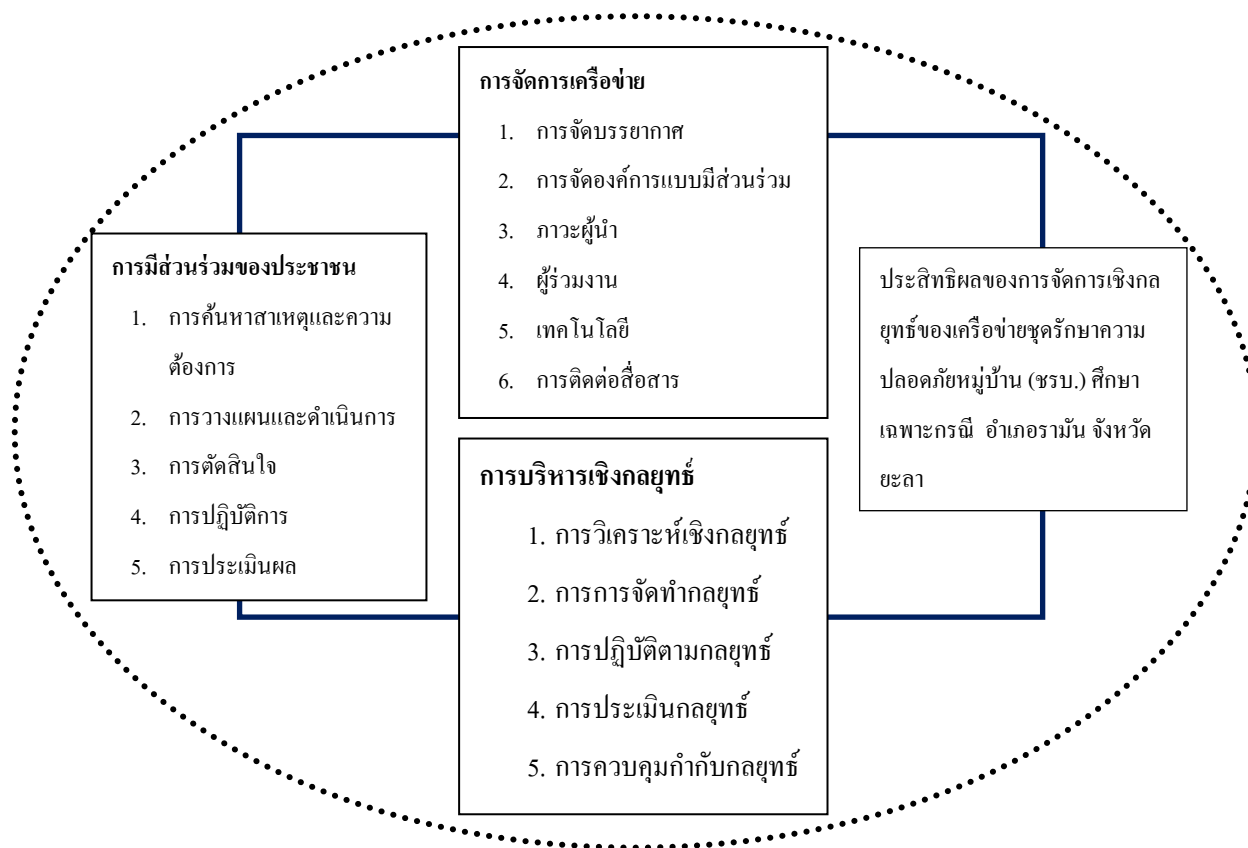 การจัดการเครือข่าย
1. การจัดบรรยากาศ
2. การจัดองค์การแบบมีส่วนร่วม
3. ภาวะผู้นำ
4. ผู้ร่วมงาน
5. เทคโนโลยี
6. การติดต่อสื่อสาร
การมีส่วนร่วมของประชาชน
1. การค้นหาสาเหตุและความ
ต้องการ
2. การวางแผนและดำเนินการ
3. การตัดสินใจ
4. การปฏิบัติการ
5. การประเมินผล
ประสิทธิผลของการจัดการเชิงกล
ยุทธ์ของเครือข่ายชุดรักษาความ
ปลอดภัยหมู่บ้าน (ชรบ.) ศึกษา
เฉพาะกรณี อำเภอรามัน จังหวัด
ยะลา
การบริหารเชิงกลยุทธ์
1. การวิเคราะห์เชิงกลยุทธ์
2. การการจัดทำกลยุทธ์
3. การปฏิบัติตามกลยุทธ์
4. การประเมินกลยุทธ์
5. การควบคุมกำกับกลยุทธ์